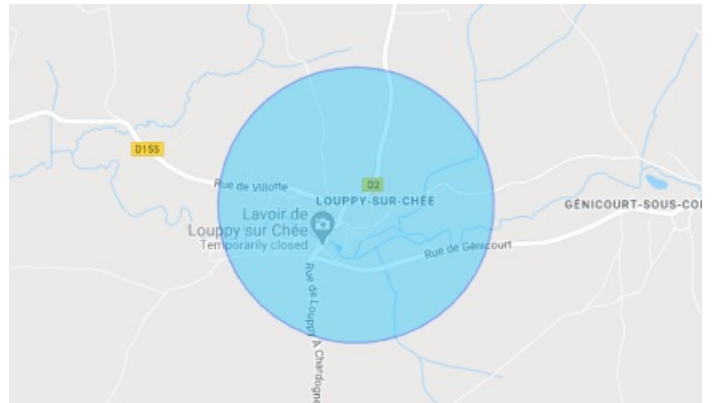 D155
Rue de Villotte
D2
LOUPPY-SUR-CHÉE
GÉNICOURT-SOUS-CO
Lavoir de
Louppy sur Chée
Temporarily closed
Rue de Génicourt
Rue de Louppy À Chardogne